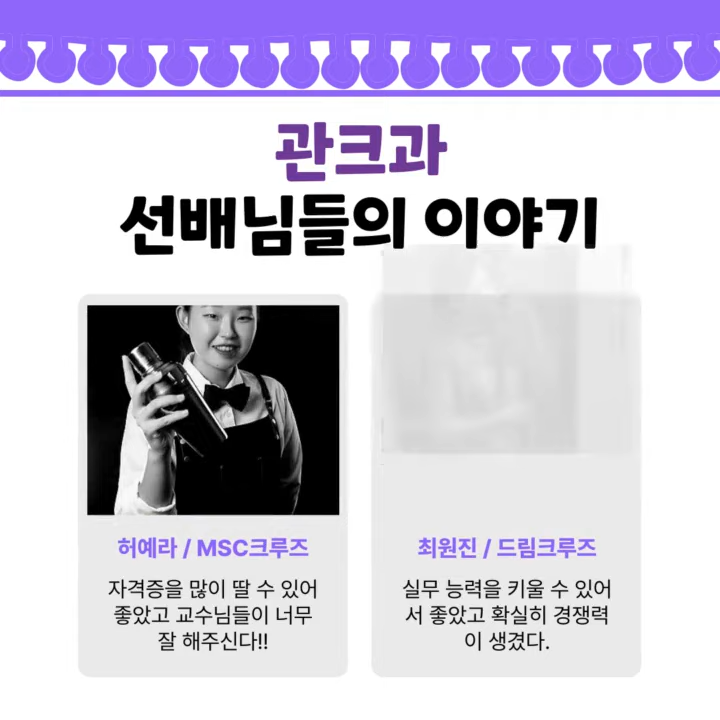 관크과
선배님들의 이야기
허예라 / MSC크루즈
자격증을 많이 딸 수 있어
좋았고 교수님들이 너무
잘 해주신다!!
최원진 / 드림크루즈
실무 능력을 키울 수 있어
서 좋았고 확실히 경쟁력
이 생겼다.